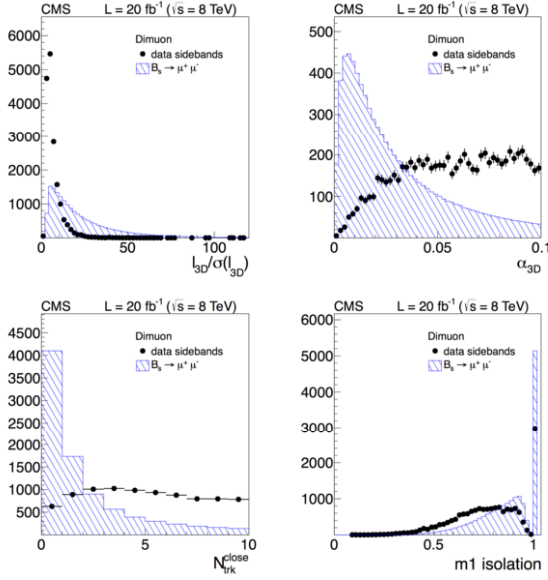 CMS L = 20 fb⁻¹ (√s = 8 TeV)
Dimuon
data sidebands
Bₛ → μ⁺ μ⁻
6000
5000
4000
3000
2000
1000
0
50
100
l₃D/σ(l₃D)
CMS L = 20 fb⁻¹ (√s = 8 TeV)
Dimuon
data sidebands
Bₛ → μ⁺ μ⁻
500
400
300
200
100
0
0.05
0.1
α₃D
CMS L = 20 fb⁻¹ (√s = 8 TeV)
Dimuon
data sidebands
Bₛ → μ⁺ μ⁻
5000
4500
4000
3500
3000
2500
2000
1500
1000
500
0
5
10
N close trk
CMS L = 20 fb⁻¹ (√s = 8 TeV)
Dimuon
data sidebands
Bₛ → μ⁺ μ⁻
6000
5000
4000
3000
2000
1000
0
0.5
1
m1 isolation